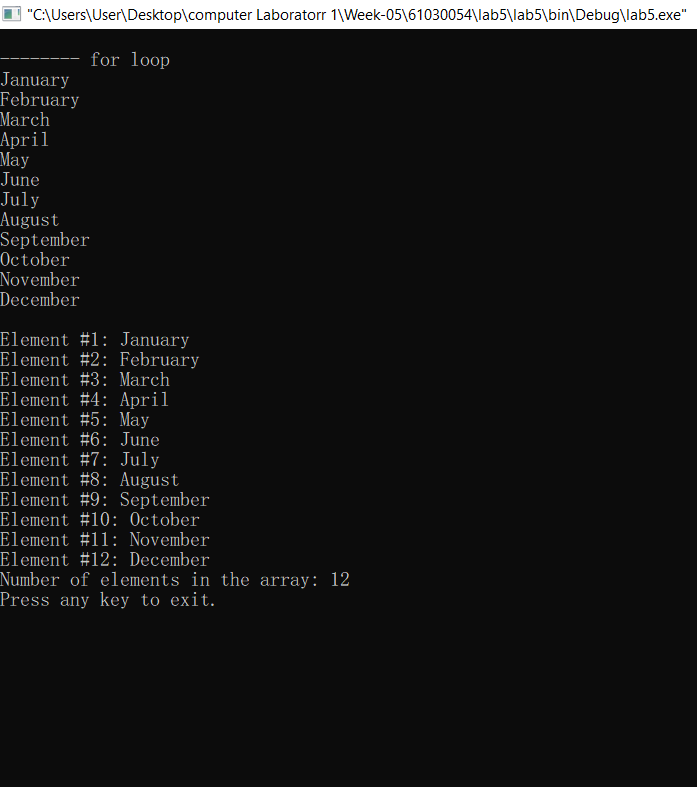 "C:\Users\User\Desktop\computer Laboratorr 1\Week-05\61030054\lab5\lab5\bin\Debug\lab5.exe"
-------- for loop
January
February
March
April
May
June
July
August
September
October
November
December
Element #1: January
Element #2: February
Element #3: March
Element #4: April
Element #5: May
Element #6: June
Element #7: July
Element #8: August
Element #9: September
Element #10: October
Element #11: November
Element #12: December
Number of elements in the array: 12
Press any key to exit.